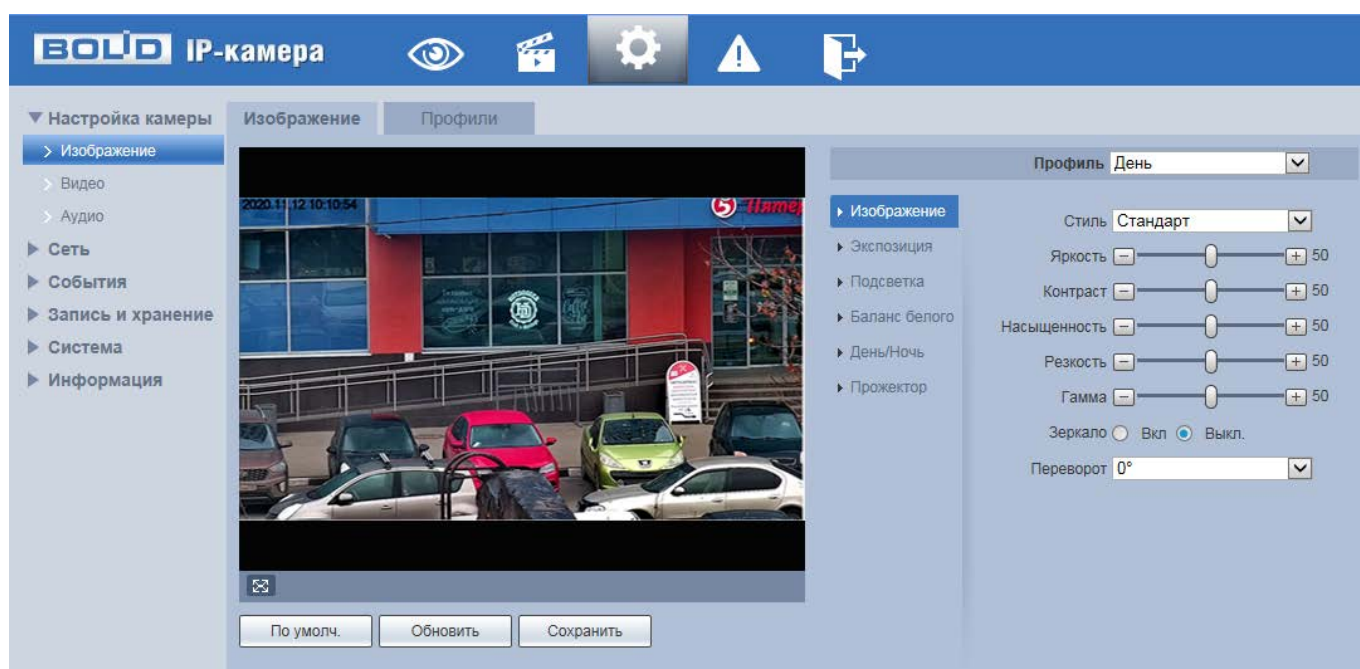 BOLID IP-камера
Настройка камеры
Изображение
Видео
Аудио
Сеть
События
Запись и хранение
Система
Информация
Изображение
Профили
2020 11.12 10:10:54
5
По умолч.
Обновить
Сохранить
Профиль День
Изображение
Экспозиция
Подсветка
Баланс белого
День/Ночь
Прожектор
Стиль Стандарт
Яркость 50
Контраст 50
Насыщенность 50
Резкость 50
Гамма 50
Зеркало Вкл Выкл.
Переворот 0°